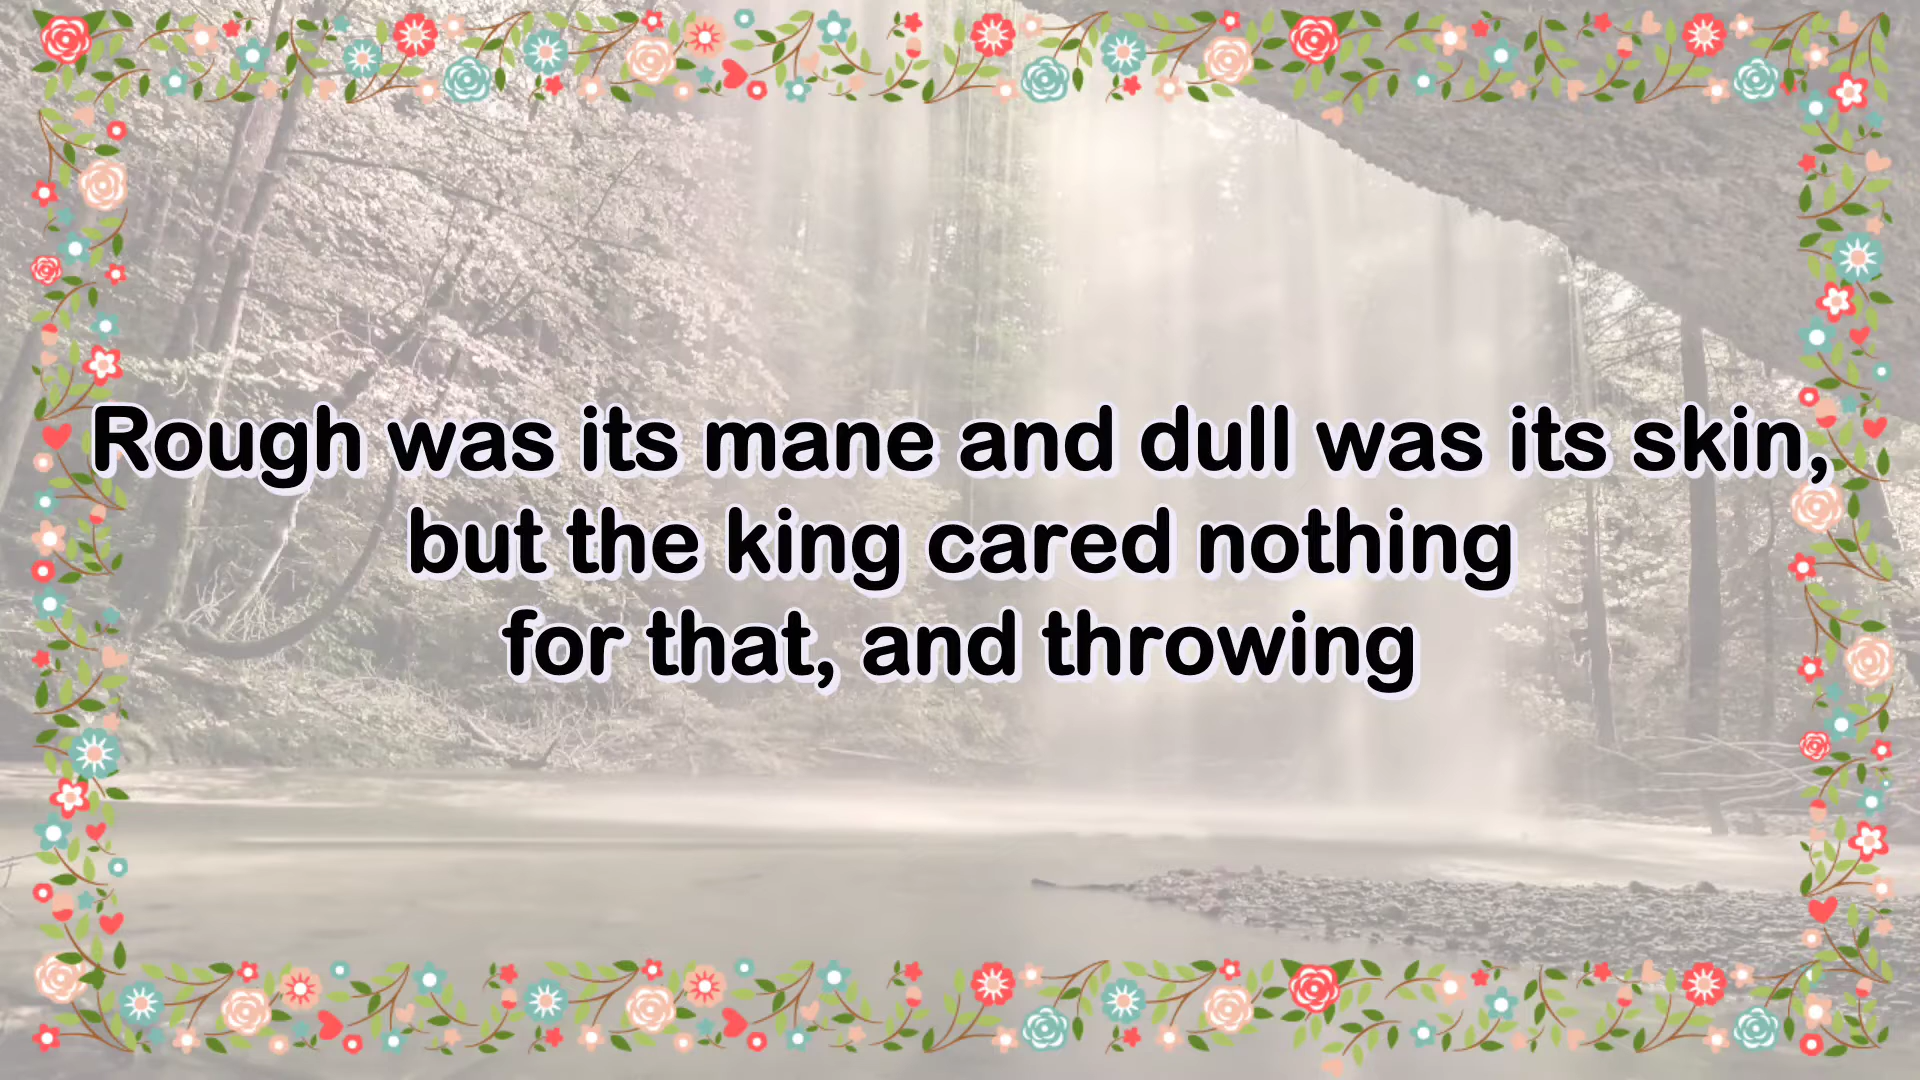 Rough was its mane and dull was its skin,
but the king cared nothing
for that, and throwing